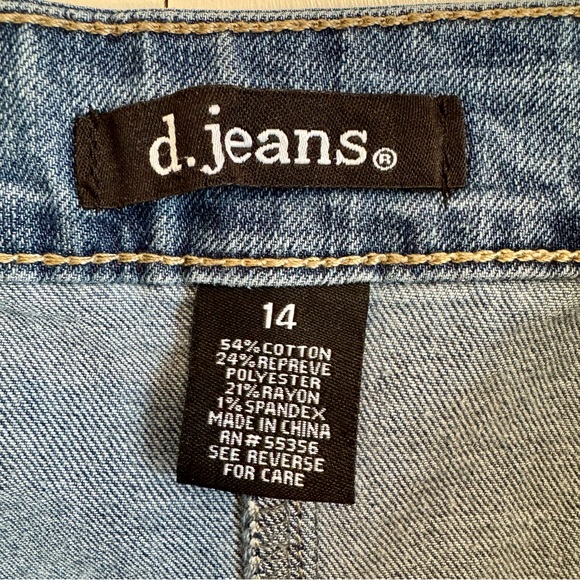 d.jeans®
14
54% COTTON
24% REPREVE
POLYESTER
21% RAYON
1% SPANDEX
MADE IN CHINA
RN# 55356
SEE REVERSE
FOR CARE